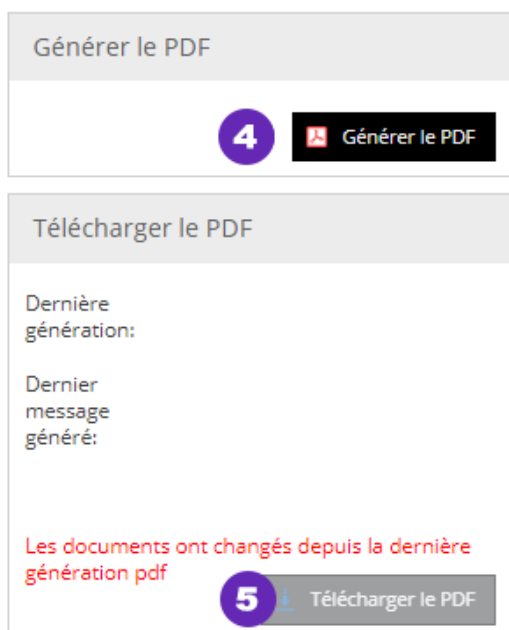 Générer le PDF
4 Générer le PDF
Télécharger le PDF
Dernière
génération:
Dernier
message
généré:
Les documents ont changés depuis la dernière
génération pdf
5 Télécharger le PDF